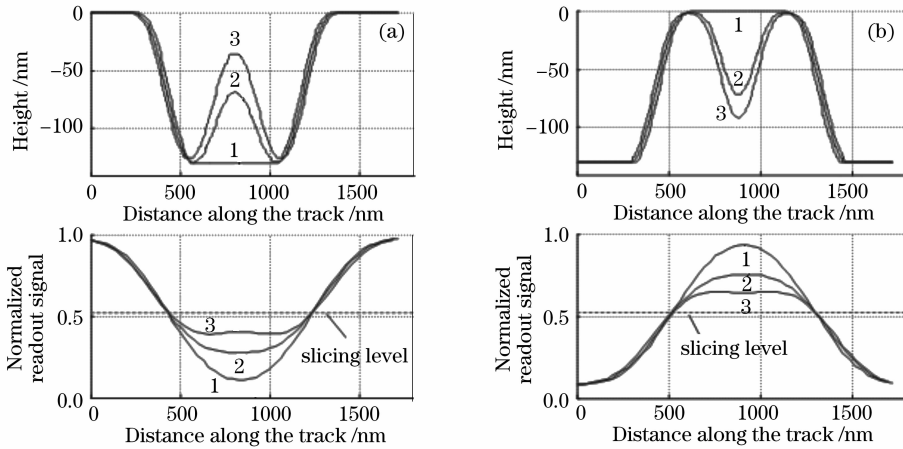 0
−50
−100
Height /nm
(a)
3
2
1
0
500
1000
1500
Distance along the track /nm
0
−50
−100
Height /nm
(b)
1
2
3
0
500
1000
1500
Distance along the track /nm
1.0
0.5
0.0
Normalized
readout signal
3
2
1
slicing level
0
500
1000
1500
Distance along the track /nm
1.0
0.5
0.0
Normalized
readout signal
1
2
3
slicing level
0
500
1000
1500
Distance along the track /nm